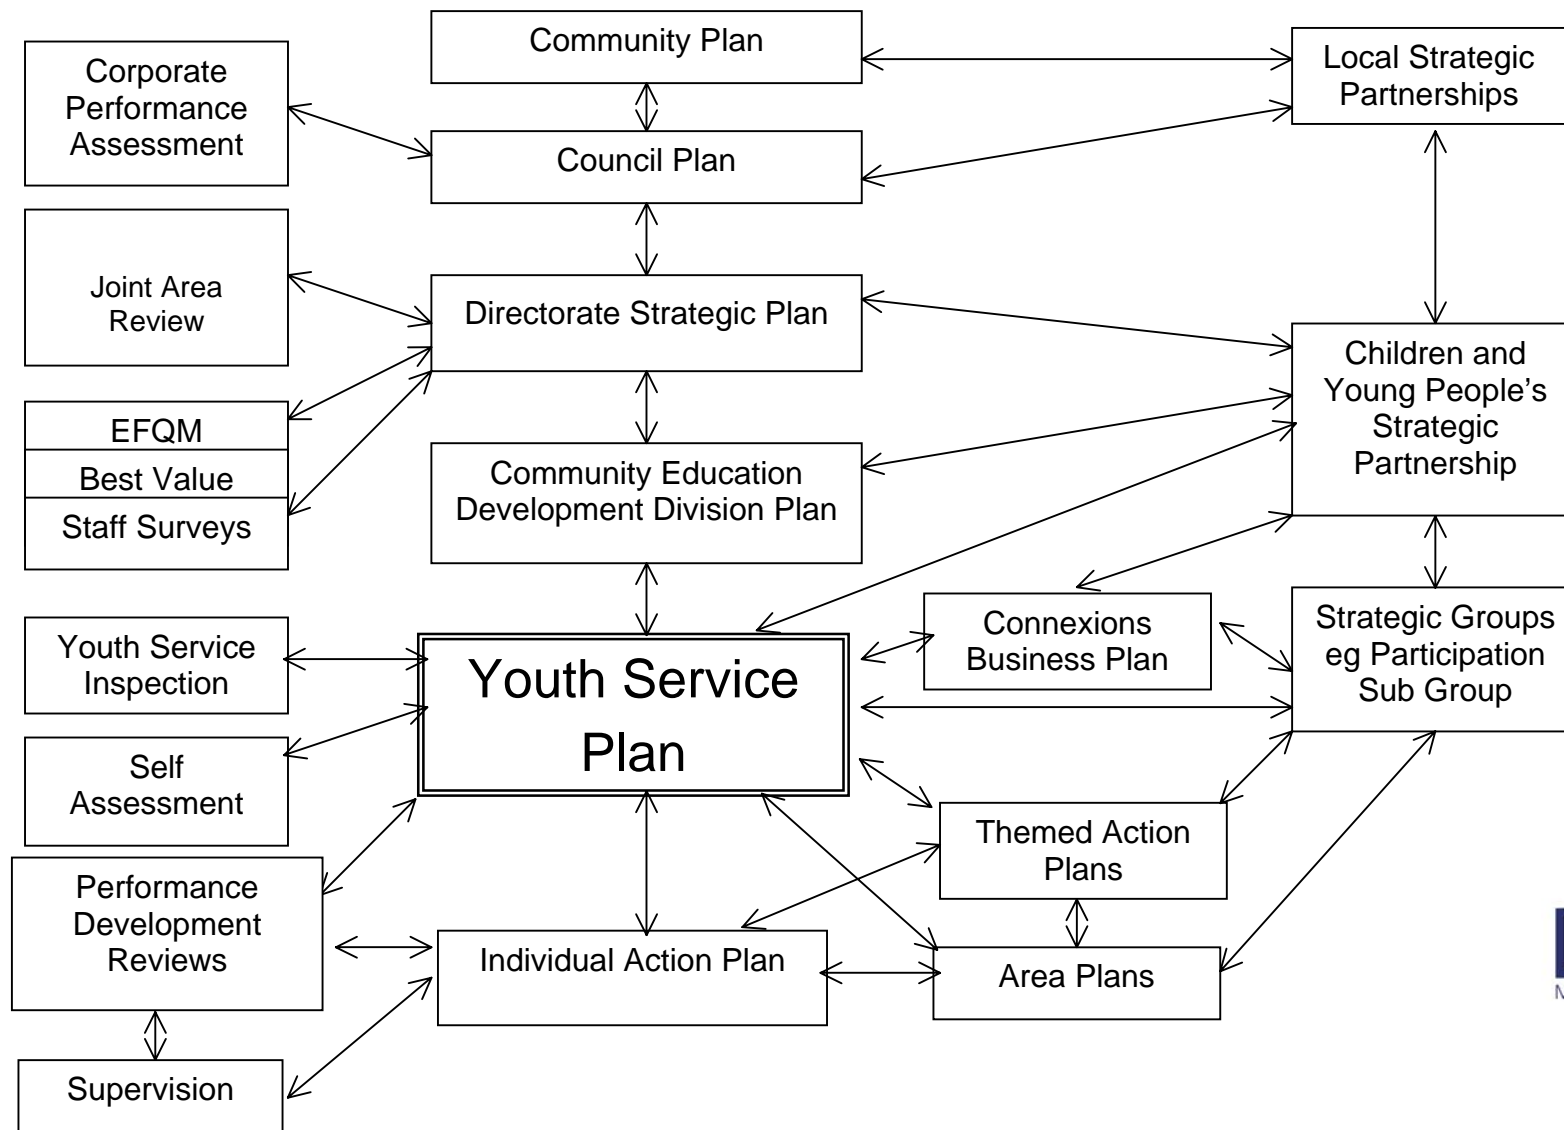 Community Plan
Local Strategic
Partnerships
Corporate
Performance
Assessment
Council Plan
Joint Area
Review
Directorate Strategic Plan
Children and
Young People’s
Strategic
Partnership
EFQM
Best Value
Staff Surveys
Community Education
Development Division Plan
Youth Service
Inspection
Youth Service
Plan
Connexions
Business Plan
Strategic Groups
eg Participation
Sub Group
Self
Assessment
Themed Action
Plans
Performance
Development
Reviews
Individual Action Plan
Area Plans
Supervision